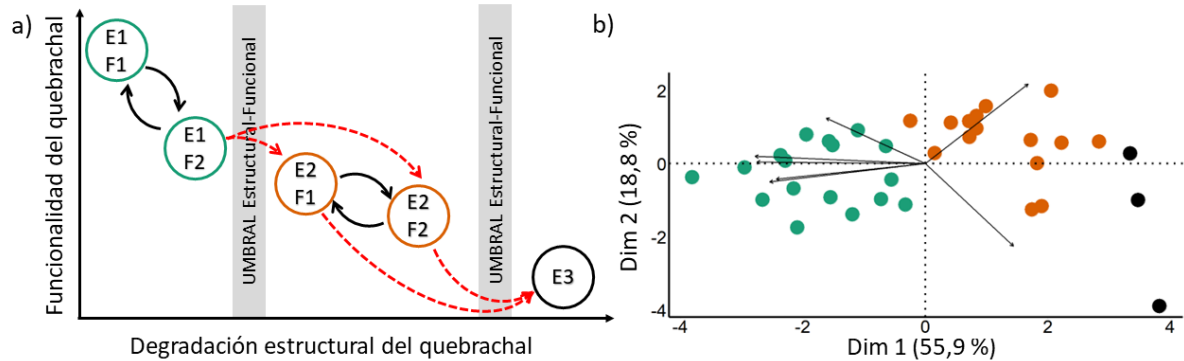 a)
Funcionalidad del quebrachal
E1
F1
E1
F2
UMBRAL Estructural-Funcional
E2
F1
E2
F2
UMBRAL Estructural-Funcional
E3
Degradación estructural del quebrachal
b)
Dim 2 (18,8 %)
2
0
-2
-4
-4
-2
0
2
4
Dim 1 (55,9 %)